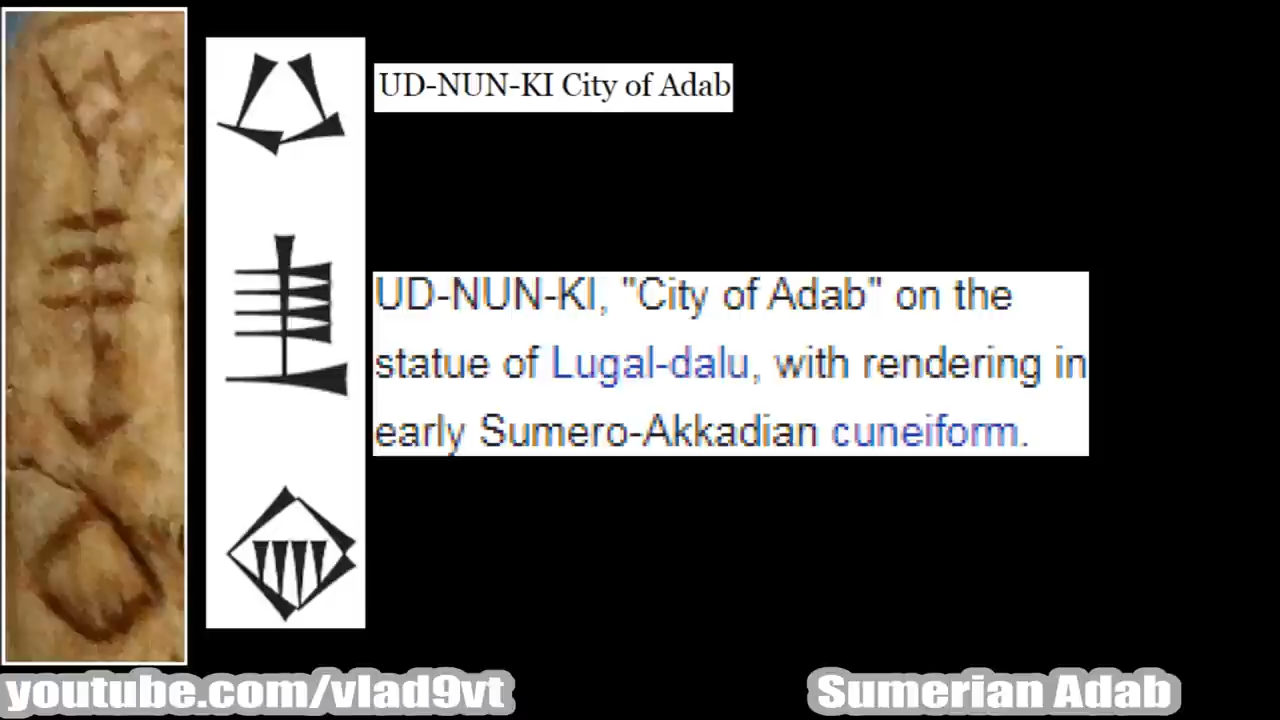 𒌓
𒉣
𒆠
UD-NUN-KI City of Adab
UD-NUN-KI, "City of Adab" on the
statue of Lugal-dalu, with rendering in
early Sumero-Akkadian cuneiform.
youtube.com/vlad9vt
Sumerian Adab